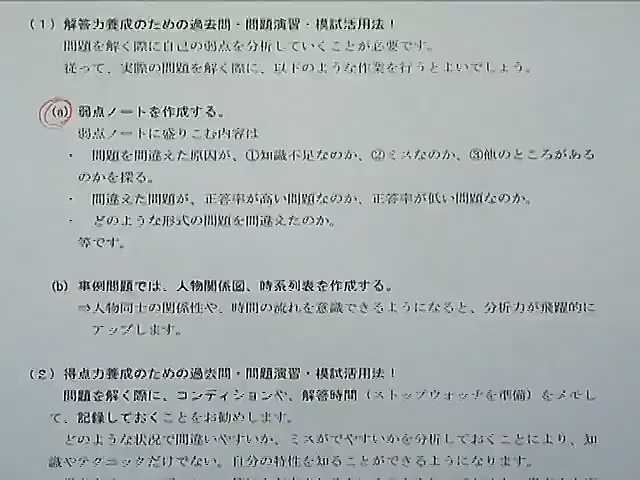 (１) 解答力養成のための過去問・問題演習・模試活用法！
問題を解く際に自己の弱点を分析していくことが必要です。
従って、実際の問題を解く際に、以下のような作業を行うとよいでしょう。
(a) 弱点ノートを作成する。
弱点ノートに盛りこむ内容は
・ 問題を間違えた原因が、①知識不足なのか、②ミスなのか、③他のところがある
のかを探る。
・ 間違えた問題が、正答率が高い問題なのか、正答率が低い問題なのか。
・ どのような形式の問題を間違えたのか。
等です。
(b) 事例問題では、人物関係図、時系列表を作成する。
⇒人物同士の関係性や、時間の流れを意識できるようになると、分析力が飛躍的に
アップします。
(２) 得点力養成のための過去問・問題演習・模試活用法！
問題を解く際に、コンディションや、解答時間（ストップウォッチを準備）をメモし
て、記録しておくことをお勧めします。
どのような状況で間違いやすいか、ミスがでやすいかを分析しておくことにより、知
識やテクニックだけでない。自分の特性を知ることができるようになります。